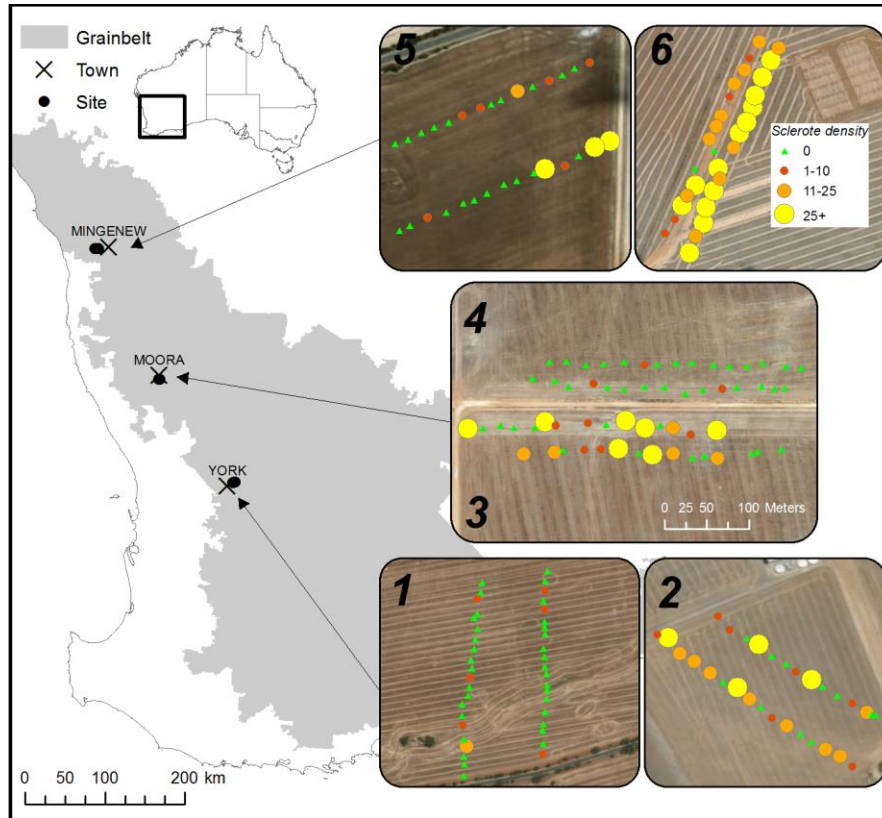 Grainbelt
Town
Site
5
6
Sclerote density
0
1-10
11-25
25+
MINGENEW
MOORA
YORK
4
3
0 25 50 100 Meters
1
2
0 50 100 200 km